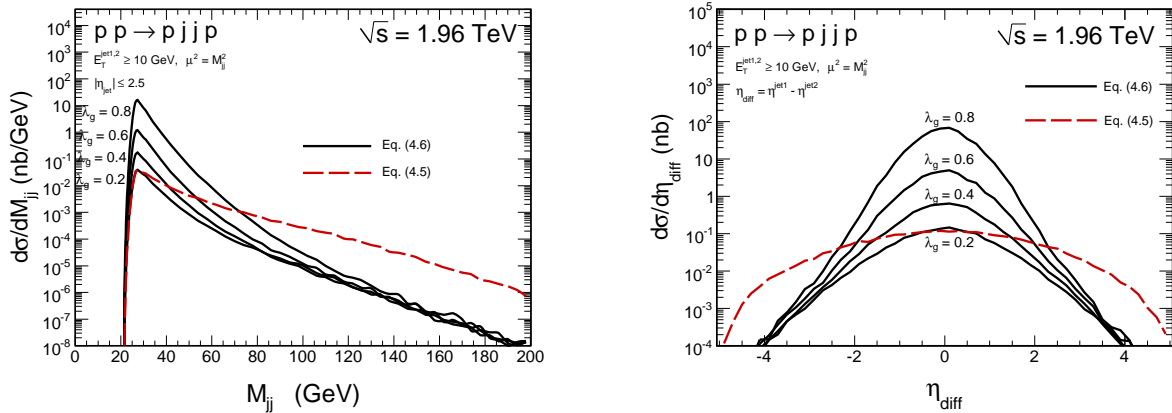 p p → p j j p
√s = 1.96 TeV
E_T^jet1,2 ≥ 10 GeV, μ² = M²_jj
|η_jet| ≤ 2.5
λ_g = 0.8
λ_g = 0.6
λ_g = 0.4
λ_g = 0.2
Eq. (4.6)
Eq. (4.5)
dσ/dM_jj (nb/GeV)
10^4
10^3
10^2
10
1
10^-1
10^-2
10^-3
10^-4
10^-5
10^-6
10^-7
10^-8
0 20 40 60 80 100 120 140 160 180 200
M_jj (GeV)
p p → p j j p
√s = 1.96 TeV
E_T^jet1,2 ≥ 10 GeV, μ² = M²_jj
η_diff = η^jet1 - η^jet2
Eq. (4.6)
Eq. (4.5)
λ_g = 0.8
λ_g = 0.6
λ_g = 0.4
λ_g = 0.2
dσ/dη_diff (nb)
10^5
10^4
10^3
10^2
10
1
10^-1
10^-2
10^-3
10^-4
-4 -2 0 2 4
η_diff